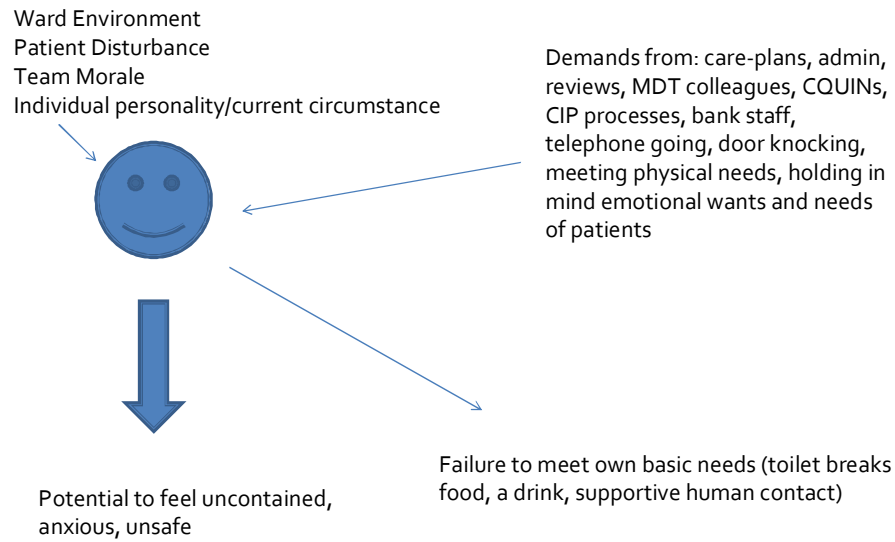 Ward Environment
Patient Disturbance
Team Morale
Individual personality/current circumstance
Demands from: care-plans, admin,
reviews, MDT colleagues, CQUINs,
CIP processes, bank staff,
telephone going, door knocking,
meeting physical needs, holding in
mind emotional wants and needs
of patients
Potential to feel uncontained,
anxious, unsafe
Failure to meet own basic needs (toilet breaks
food, a drink, supportive human contact)